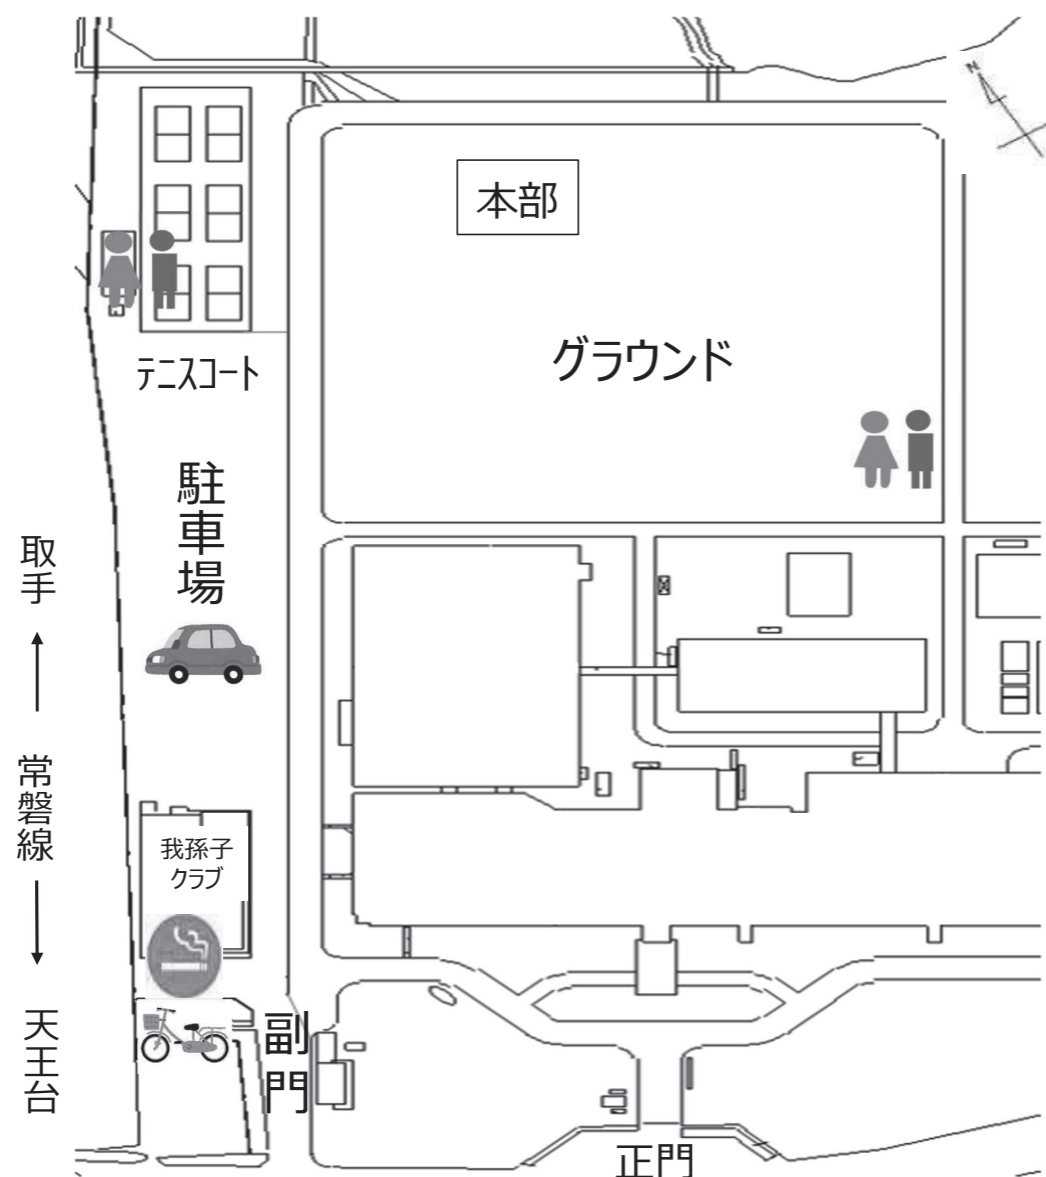 N
本部
グラウンド
テニスコート
駐車場
取手
常磐線
天王台
我孫子
クラブ
副門
正門